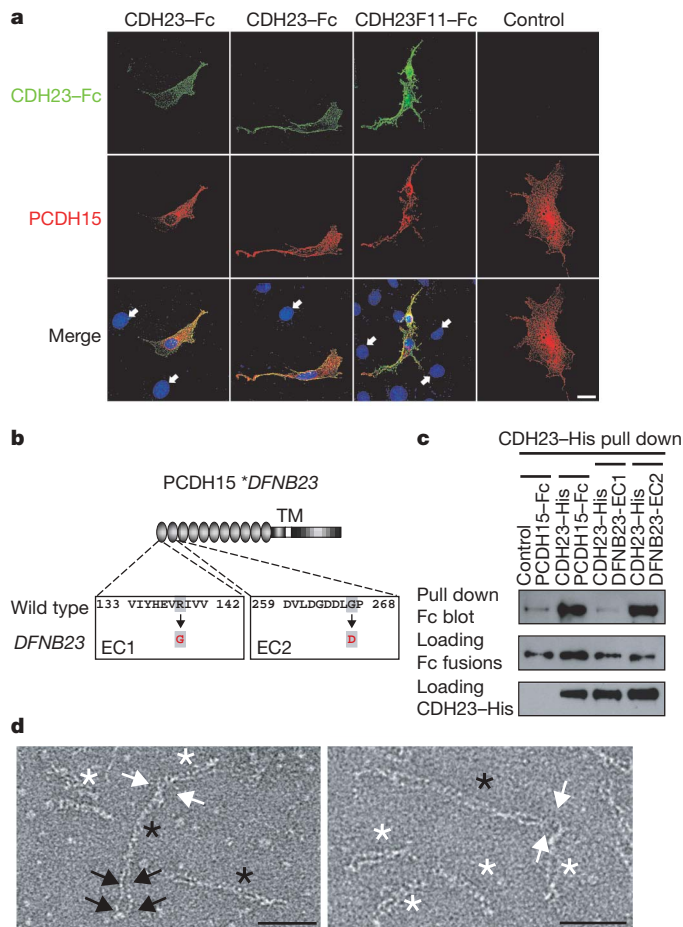 a
CDH23–Fc CDH23–Fc CDH23F11–Fc Control
CDH23–Fc
PCDH15
Merge
b
PCDH15 *DFNB23
TM
Wild type
133 VIYHEVRIVV 142
259 DVLDGDDLGP 268
DFNB23
G
D
EC1
EC2
c
CDH23–His pull down
Control
PCDH15–Fc
CDH23–His
PCDH15–Fc
CDH23–His
DFNB23-EC1
CDH23–His
DFNB23-EC2
Pull down
Fc blot
Loading
Fc fusions
Loading
CDH23–His
d